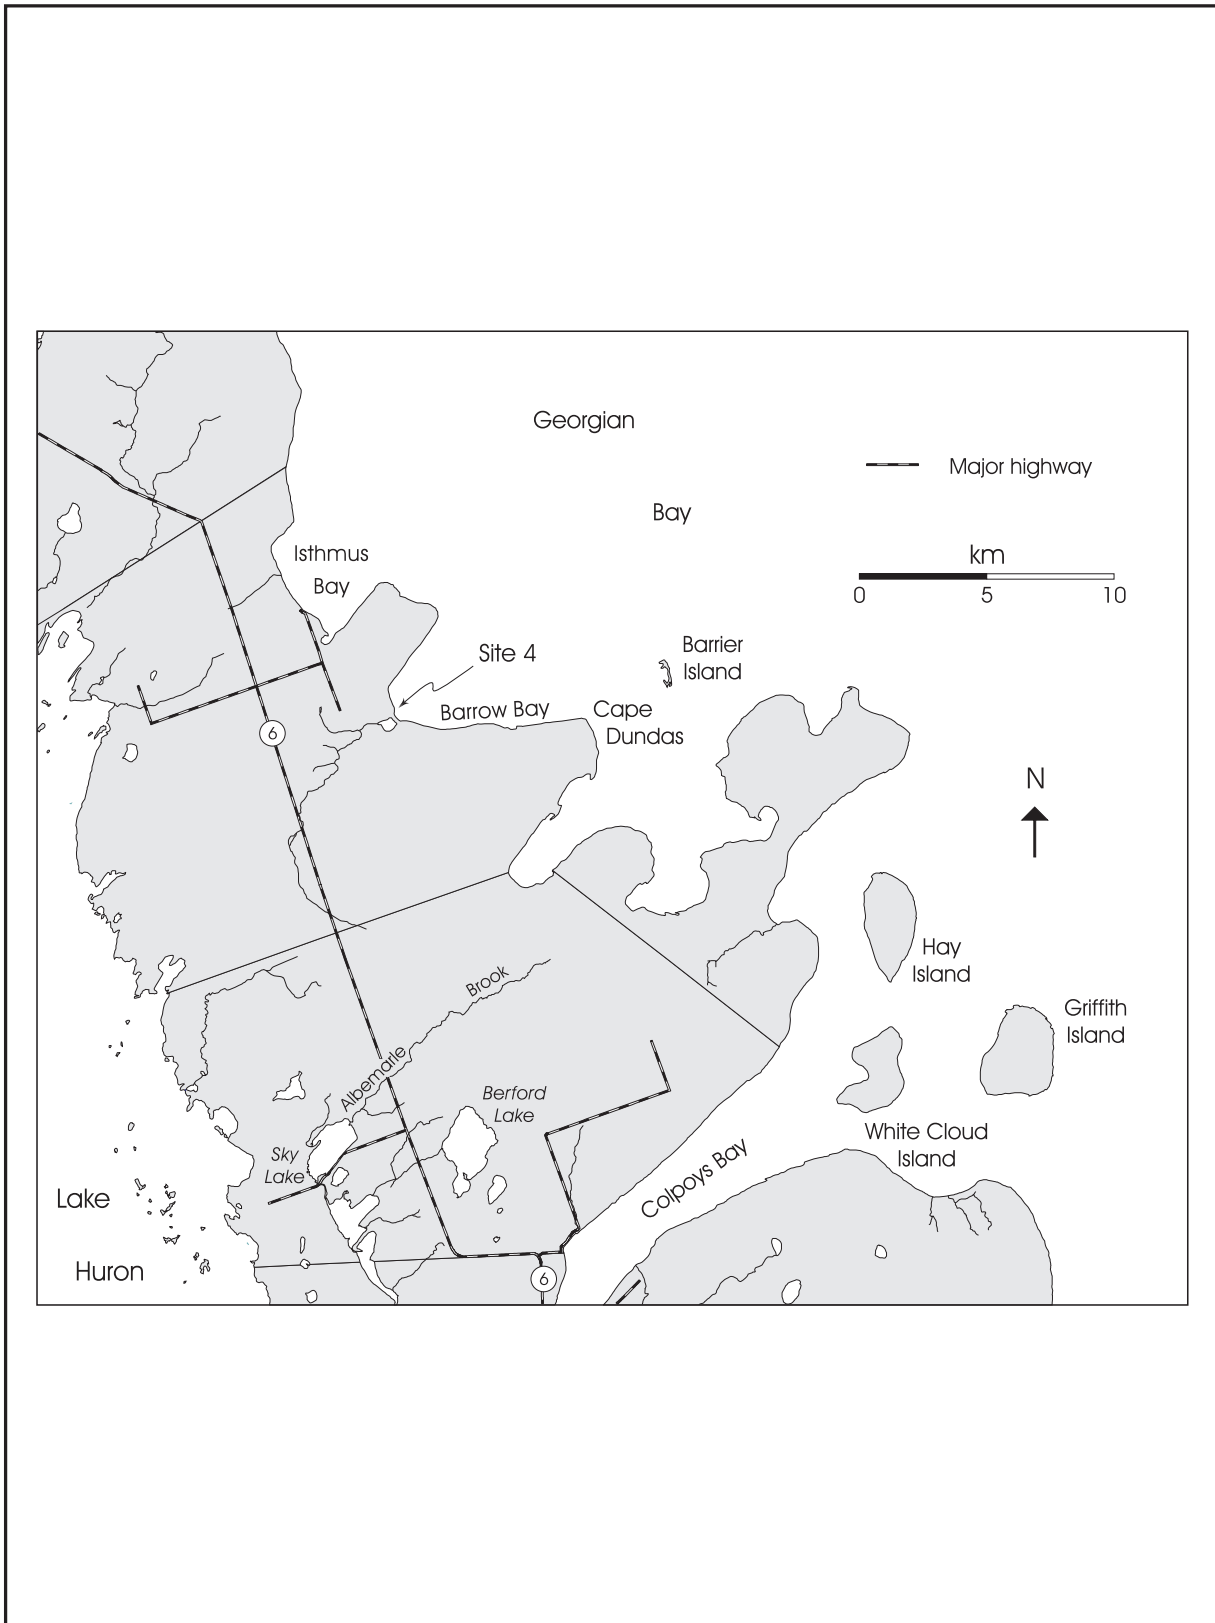 Georgian
Bay
Major highway
km
0 5 10
Isthmus
Bay
Site 4
Barrier
Island
Barrow Bay
Cape
Dundas
6
N
Hay
Island
Griffith
Island
Albemarle Brook
Berford
Lake
Sky
Lake
White Cloud
Island
Colpoys Bay
Lake
Huron
6